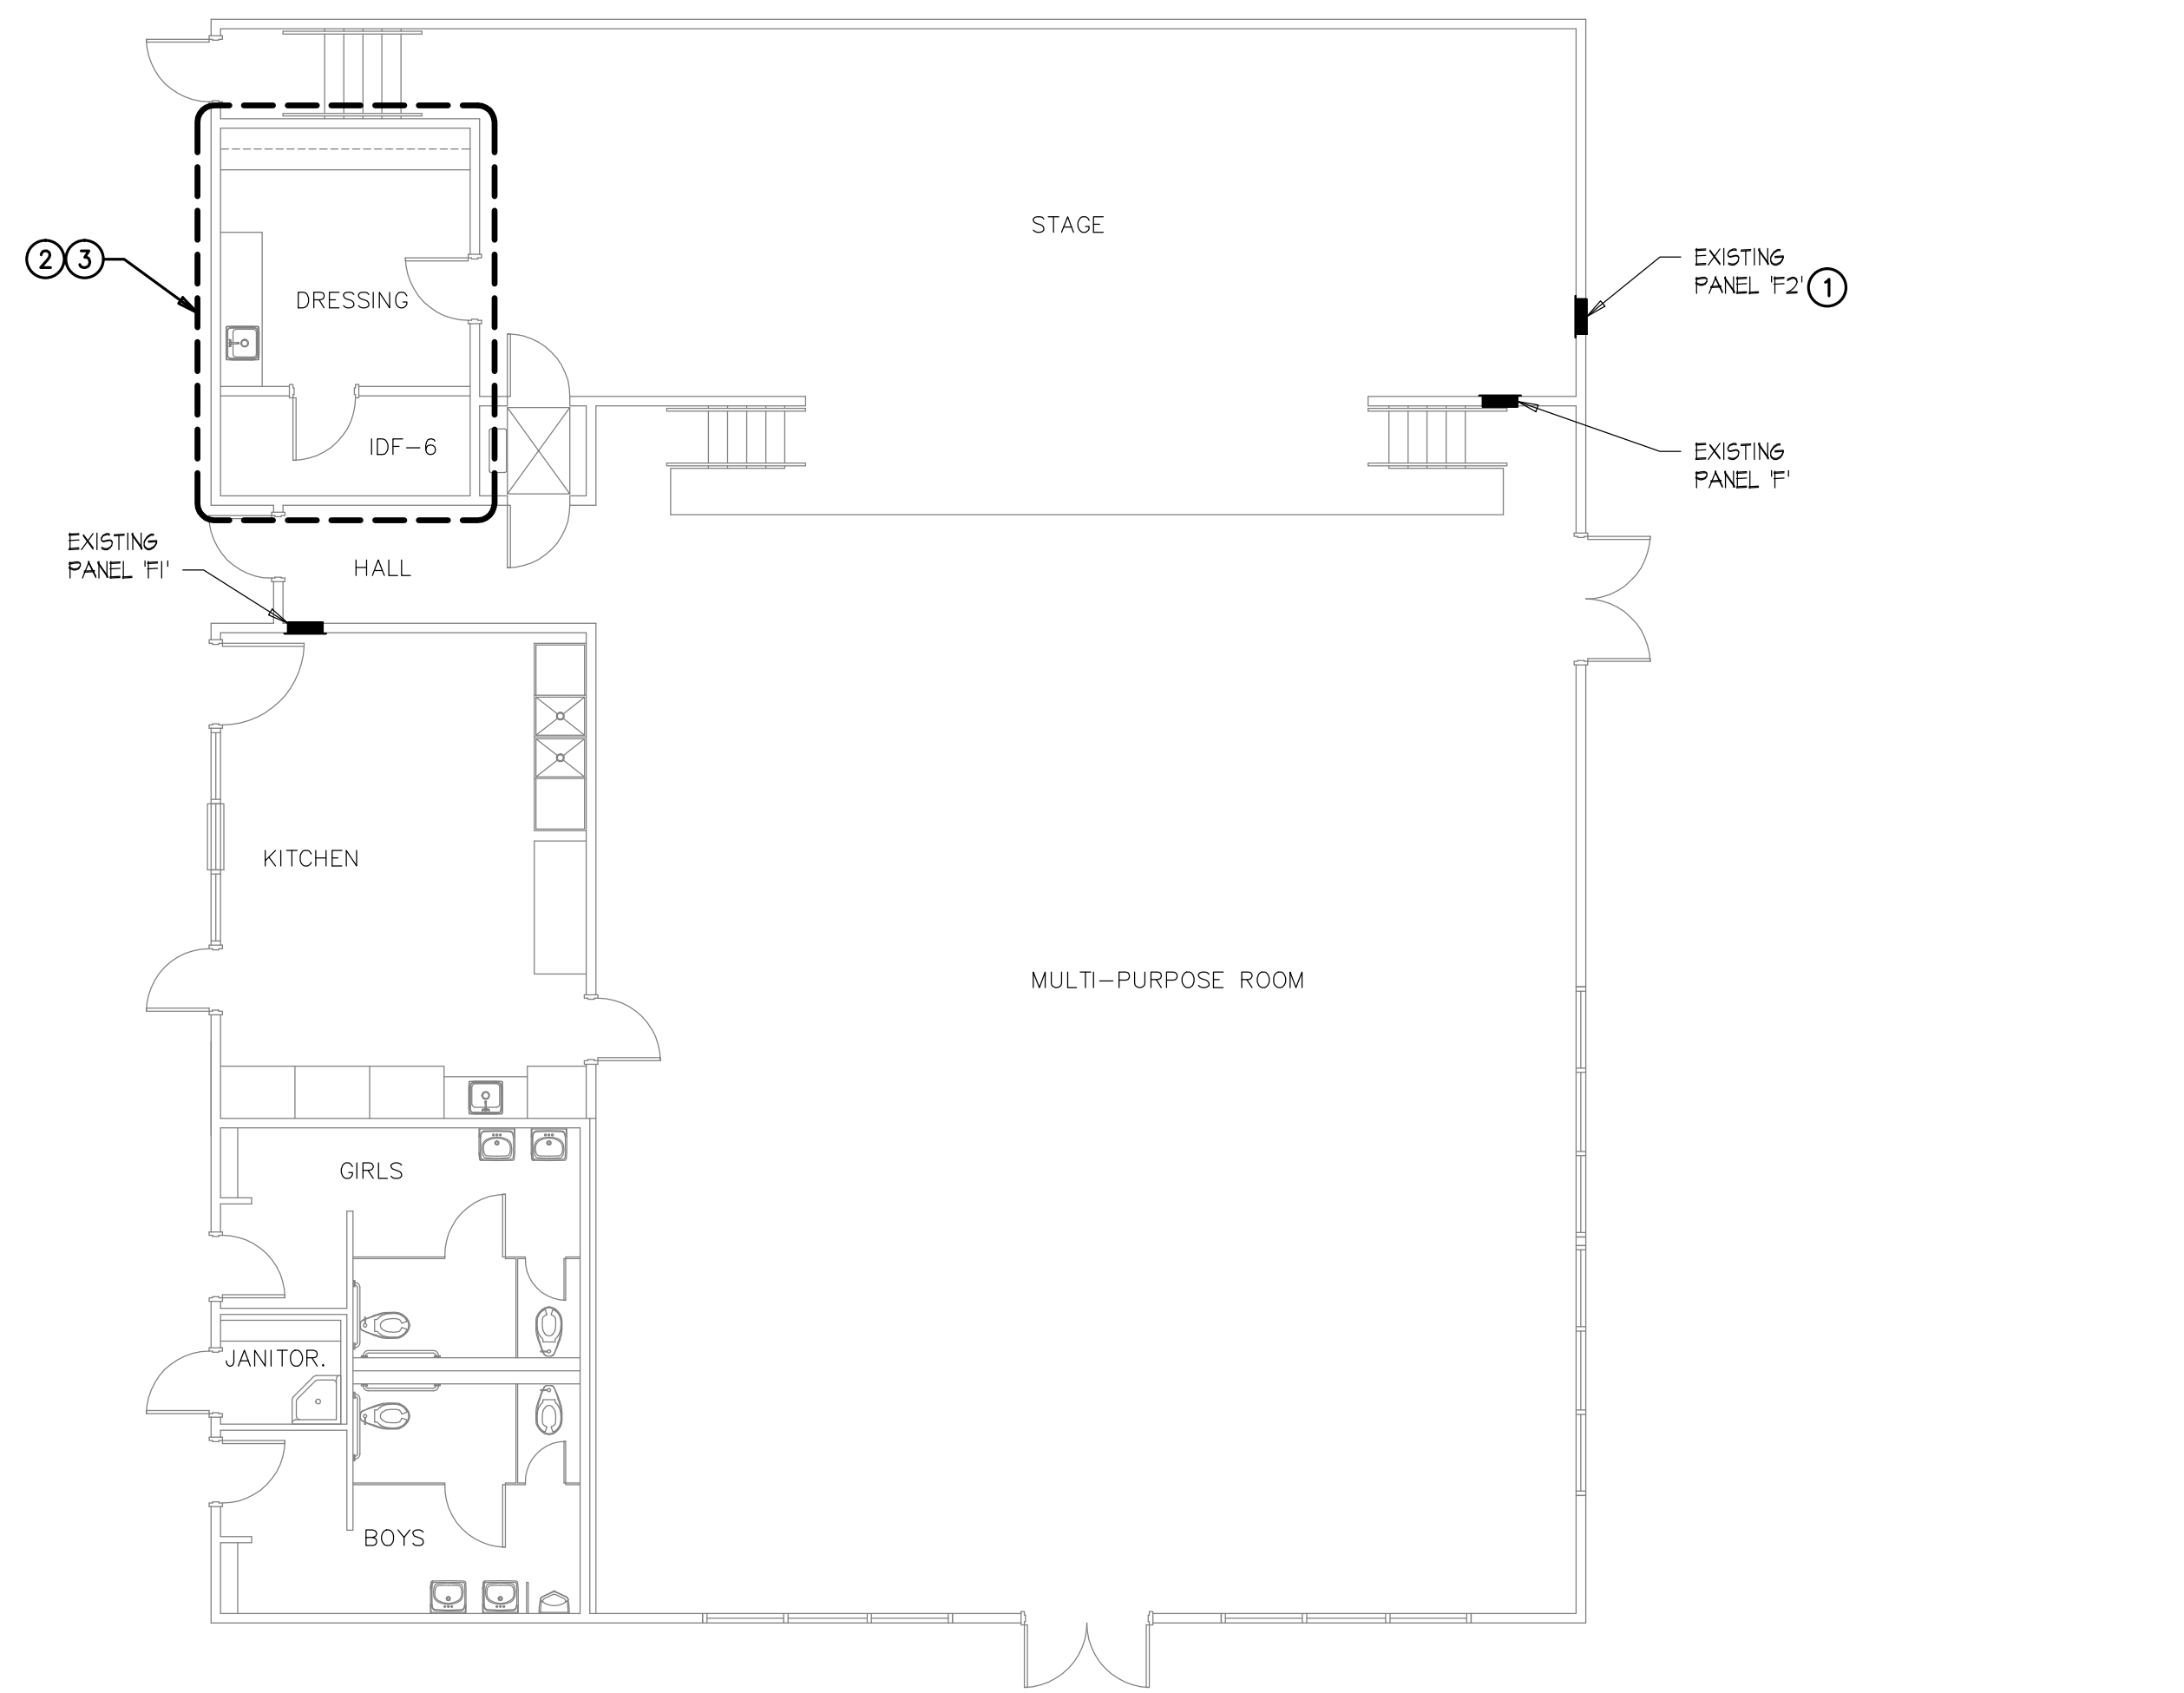 STAGE
EXISTING
PANEL 'F2' 1
2 3
DRESSING
IDF-6
EXISTING
PANEL 'F'
EXISTING
PANEL 'F1'
HALL
KITCHEN
MULTI-PURPOSE ROOM
GIRLS
JANITOR.
BOYS